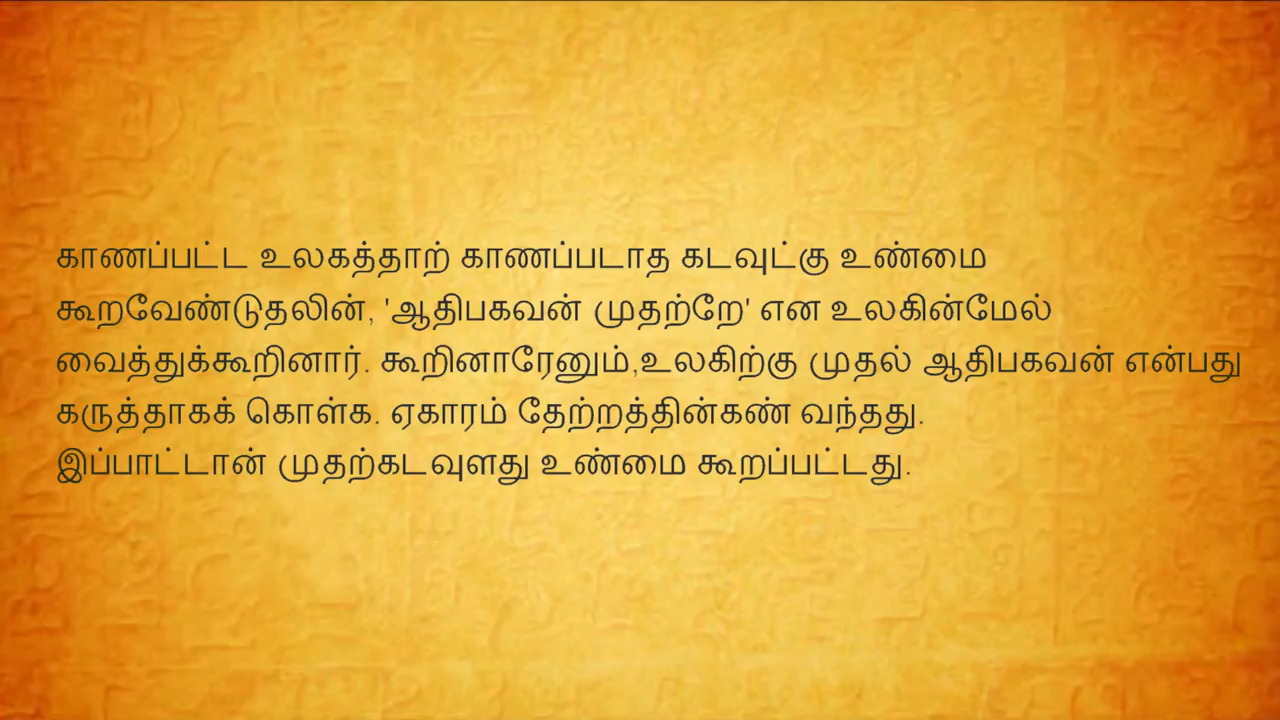 காணப்பட்ட உலகத்தாற் காணப்படாத கடவுட்கு உண்மை
கூறவேண்டுதலின், 'ஆதிபகவன் முதற்றே' என உலகின்மேல்
வைத்துக்கூறினார். கூறினாரேனும்,உலகிற்கு முதல் ஆதிபகவன் என்பது
கருத்தாகக் கொள்க. ஏகாரம் தேற்றத்தின்கண் வந்தது.
இப்பாட்டான் முதற்கடவுளது உண்மை கூறப்பட்டது.